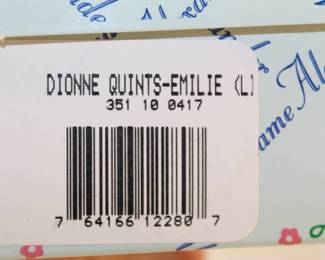 DIONNE QUINTS-EMILIE (L)
351 10 0417
7 64166 12280 7